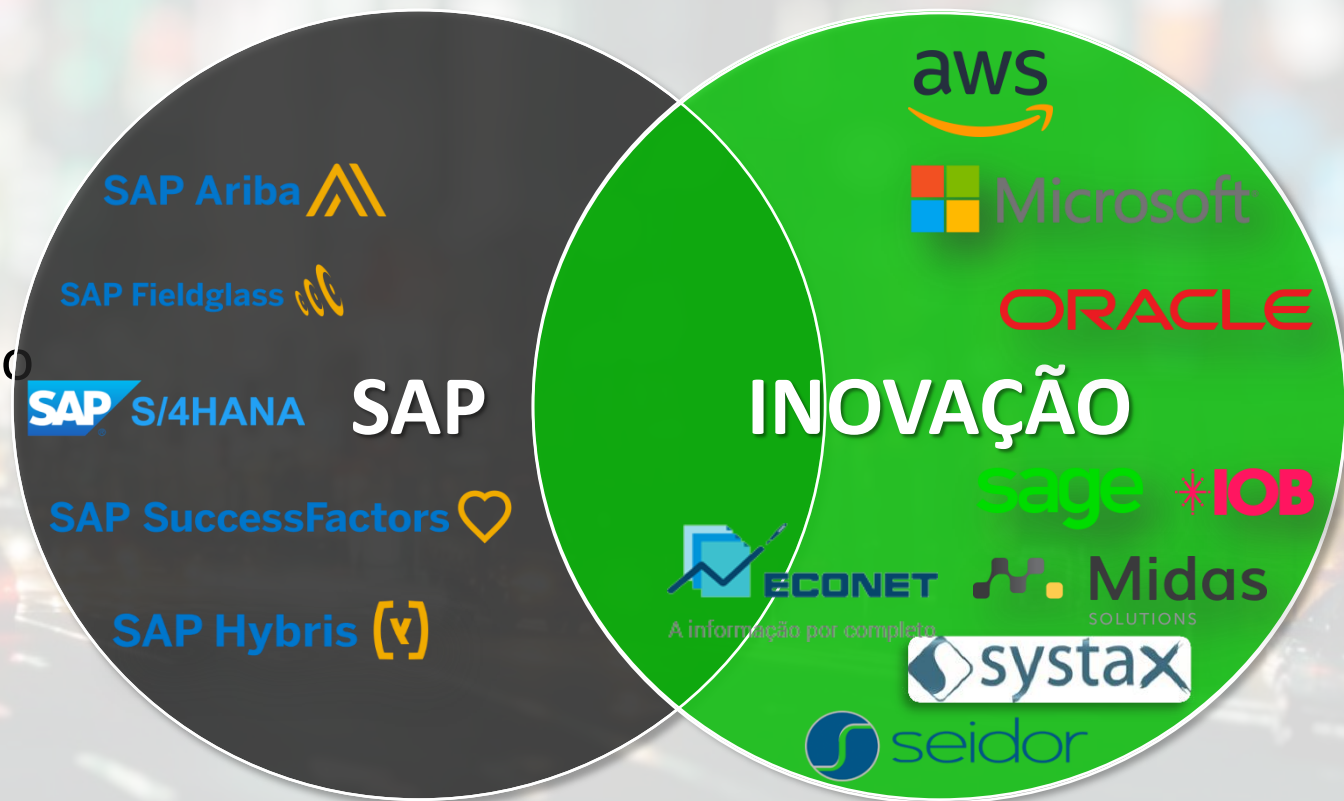 aws
SAP Ariba
Microsoft
SAP Fieldglass
ORACLE
O
SAP S/4HANA
SAP
INOVAÇÃO
sage
IOB
SAP SuccessFactors
ECONET
A informação por completo
Midas
SOLUTIONS
SAP Hybris
systax
seidor